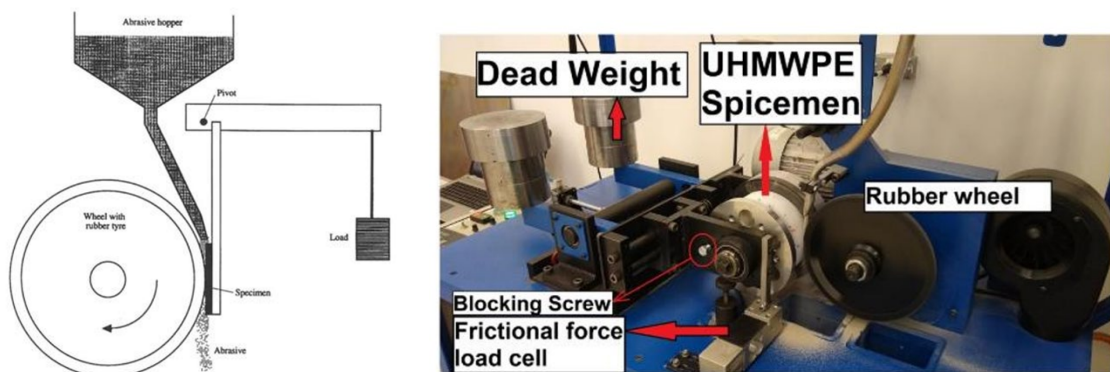 Abrasive hopper
Pivot
Wheel with
rubber tyre
Load
Specimen
Abrasive
Dead Weight
UHMWPE
Spicemen
Rubber wheel
Blocking Screw
Frictional force
load cell